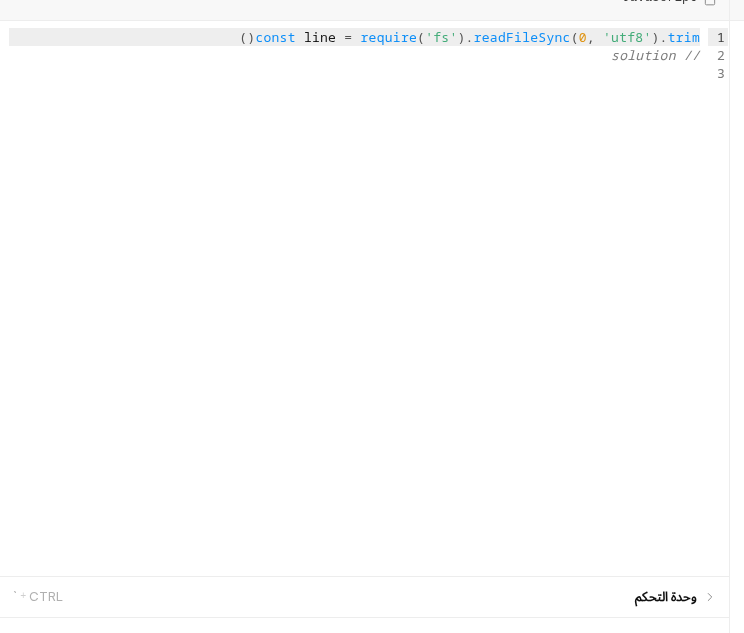 1 ()const line = require('fs').readFileSync(0, 'utf8').trim
2 solution //
3
وحدة التحكم
CTRL + `